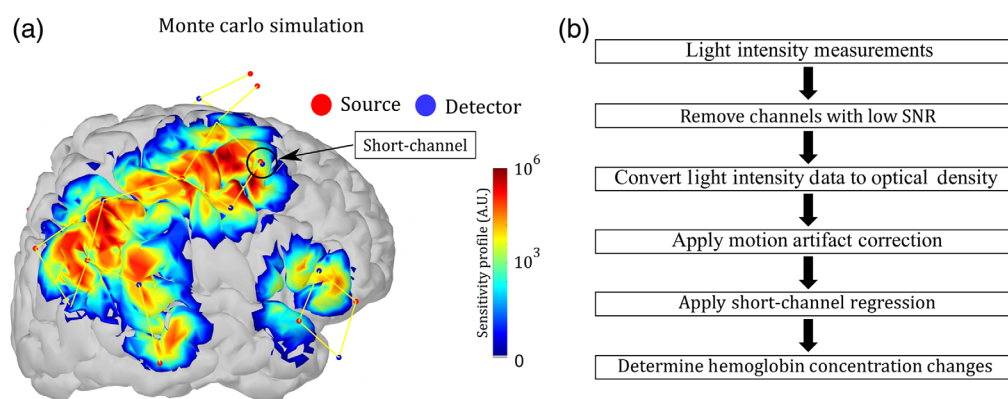 (a)
Monte carlo simulation
Source
Detector
Short-channel
Sensitivity profile (A.U.)
10^6
10^3
0
(b)
Light intensity measurements
Remove channels with low SNR
Convert light intensity data to optical density
Apply motion artifact correction
Apply short-channel regression
Determine hemoglobin concentration changes